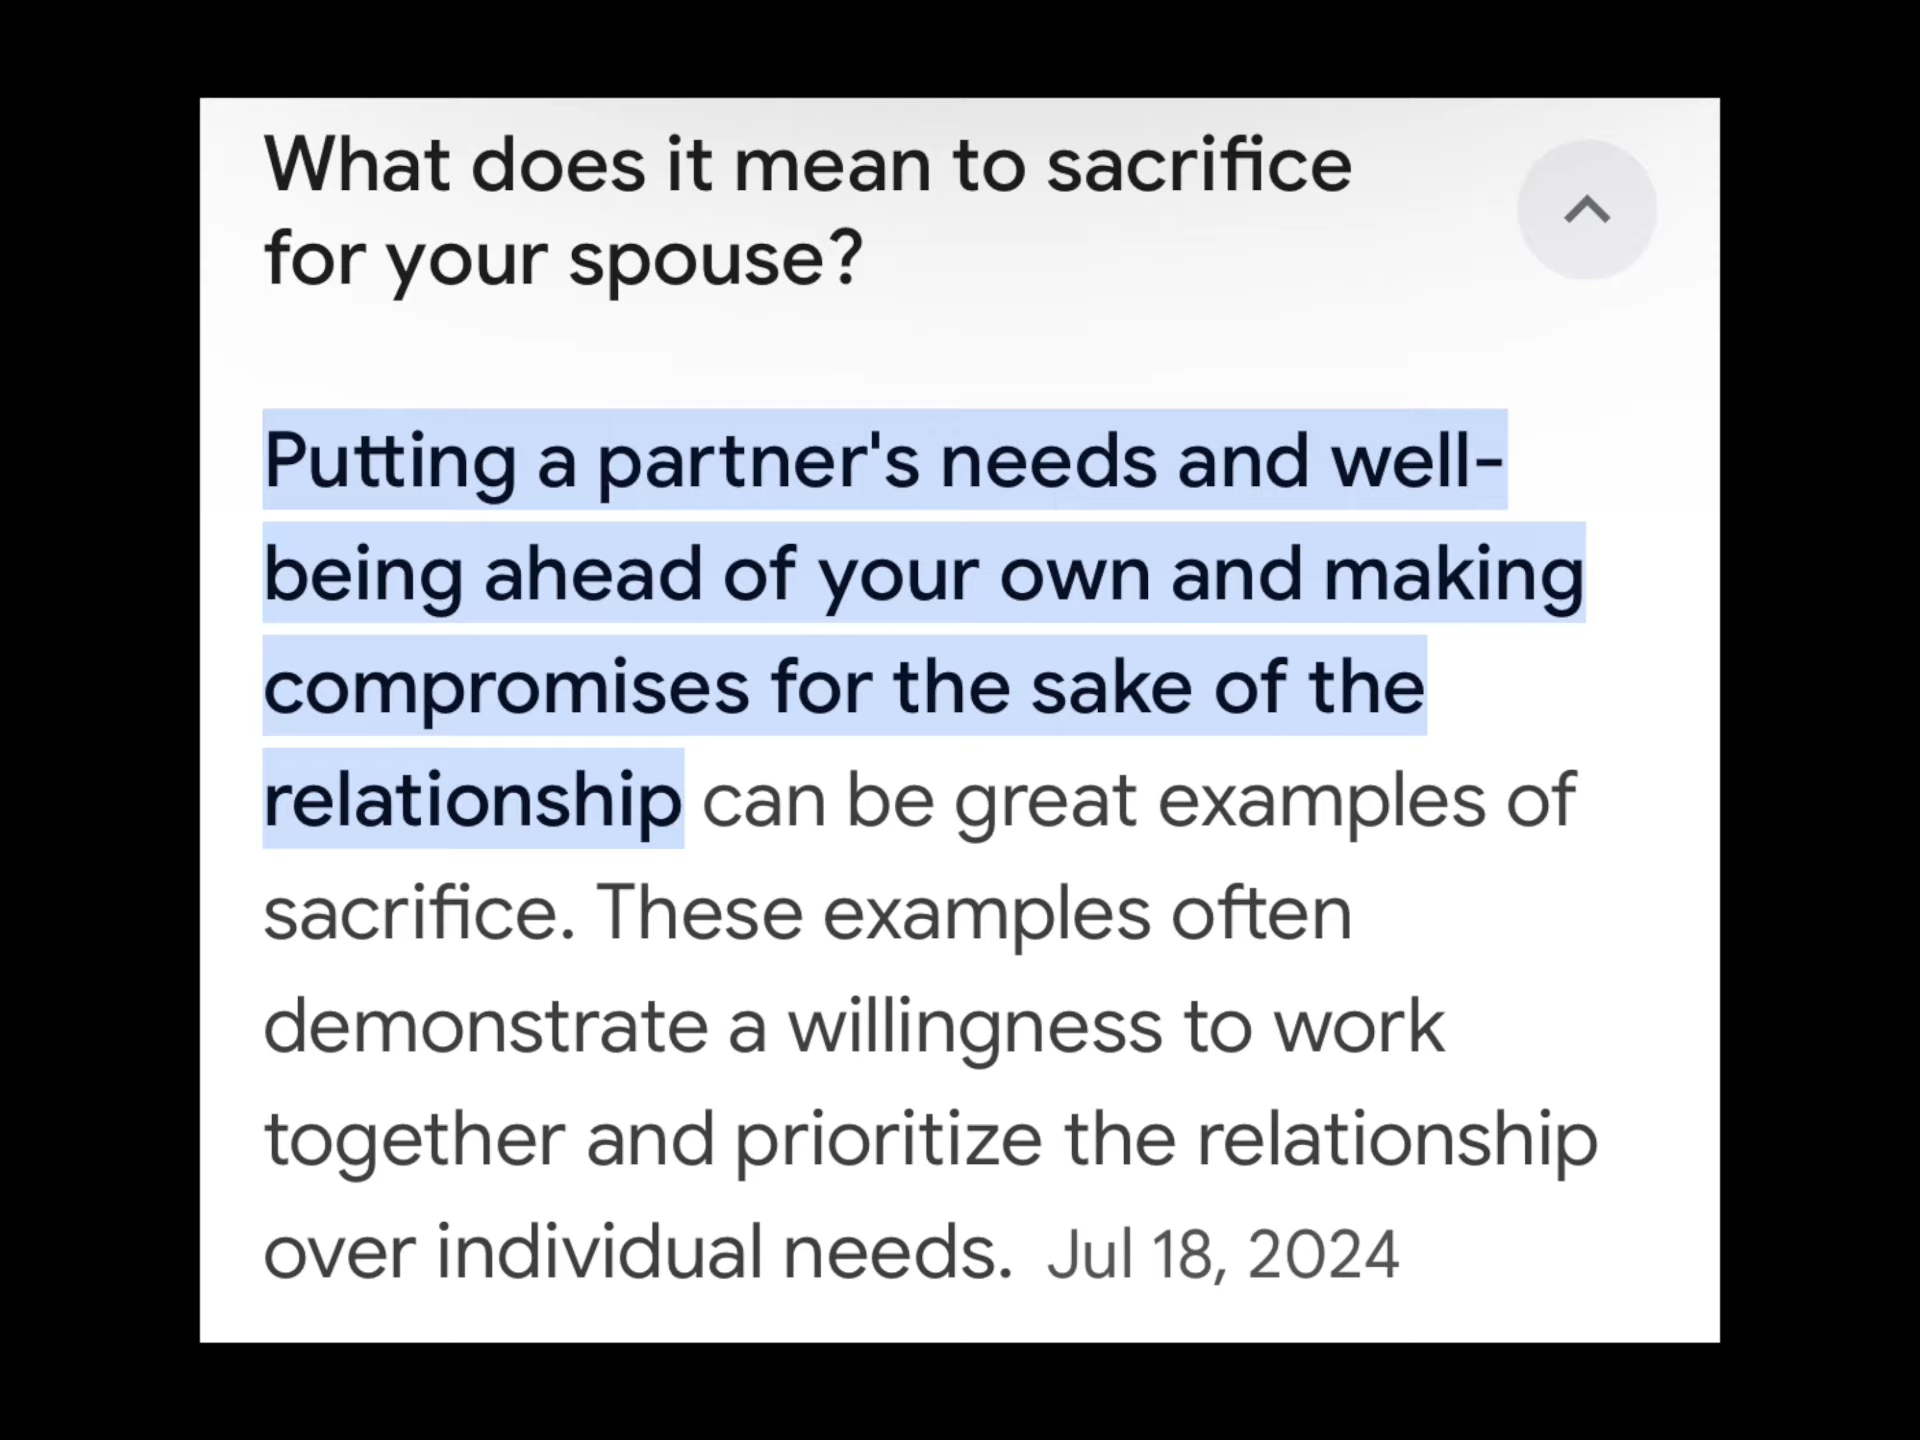 What does it mean to sacrifice
for your spouse?
Putting a partner's needs and well-
being ahead of your own and making
compromises for the sake of the
relationship can be great examples of
sacrifice. These examples often
demonstrate a willingness to work
together and prioritize the relationship
over individual needs. Jul 18, 2024